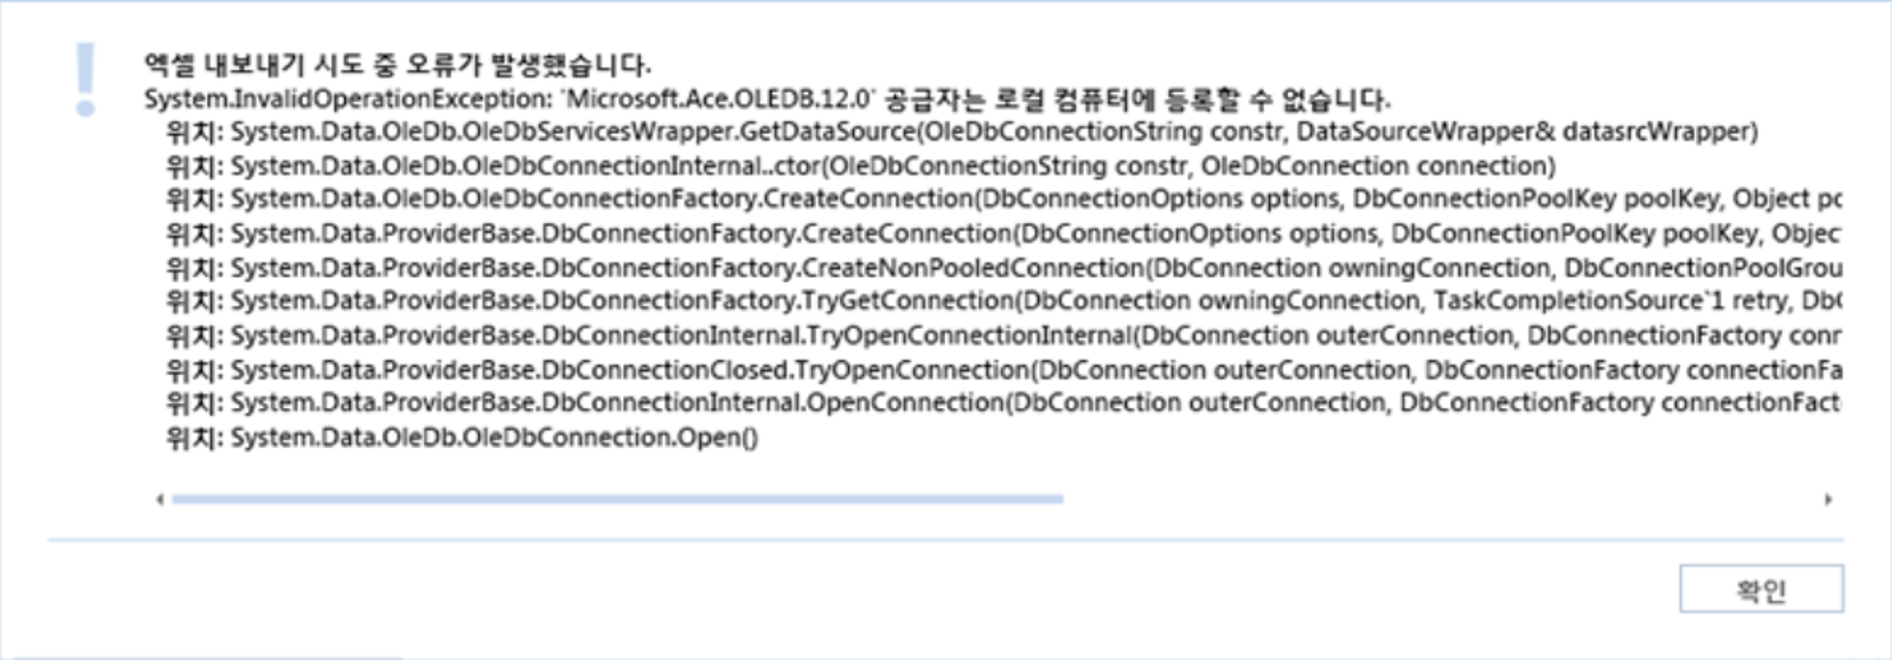 엑셀 내보내기 시도 중 오류가 발생했습니다.
System.InvalidOperationException: 'Microsoft.Ace.OLEDB.12.0' 공급자는 로컬 컴퓨터에 등록할 수 없습니다.
위치: System.Data.OleDb.OleDbServicesWrapper.GetDataSource(OleDbConnectionString constr, DataSourceWrapper& datasrcWrapper)
위치: System.Data.OleDb.OleDbConnectionInternal..ctor(OleDbConnectionString constr, OleDbConnection connection)
위치: System.Data.OleDb.OleDbConnectionFactory.CreateConnection(DbConnectionOptions options, DbConnectionPoolKey poolKey, Object po
위치: System.Data.ProviderBase.DbConnectionFactory.CreateConnection(DbConnectionOptions options, DbConnectionPoolKey poolKey, Objec
위치: System.Data.ProviderBase.DbConnectionFactory.CreateNonPooledConnection(DbConnection owningConnection, DbConnectionPoolGrou
위치: System.Data.ProviderBase.DbConnectionFactory.TryGetConnection(DbConnection owningConnection, TaskCompletionSource`1 retry, Db
위치: System.Data.ProviderBase.DbConnectionInternal.TryOpenConnectionInternal(DbConnection outerConnection, DbConnectionFactory conn
위치: System.Data.ProviderBase.DbConnectionClosed.TryOpenConnection(DbConnection outerConnection, DbConnectionFactory connectionFa
위치: System.Data.ProviderBase.DbConnectionInternal.OpenConnection(DbConnection outerConnection, DbConnectionFactory connectionFact
위치: System.Data.OleDb.OleDbConnection.Open()
확인